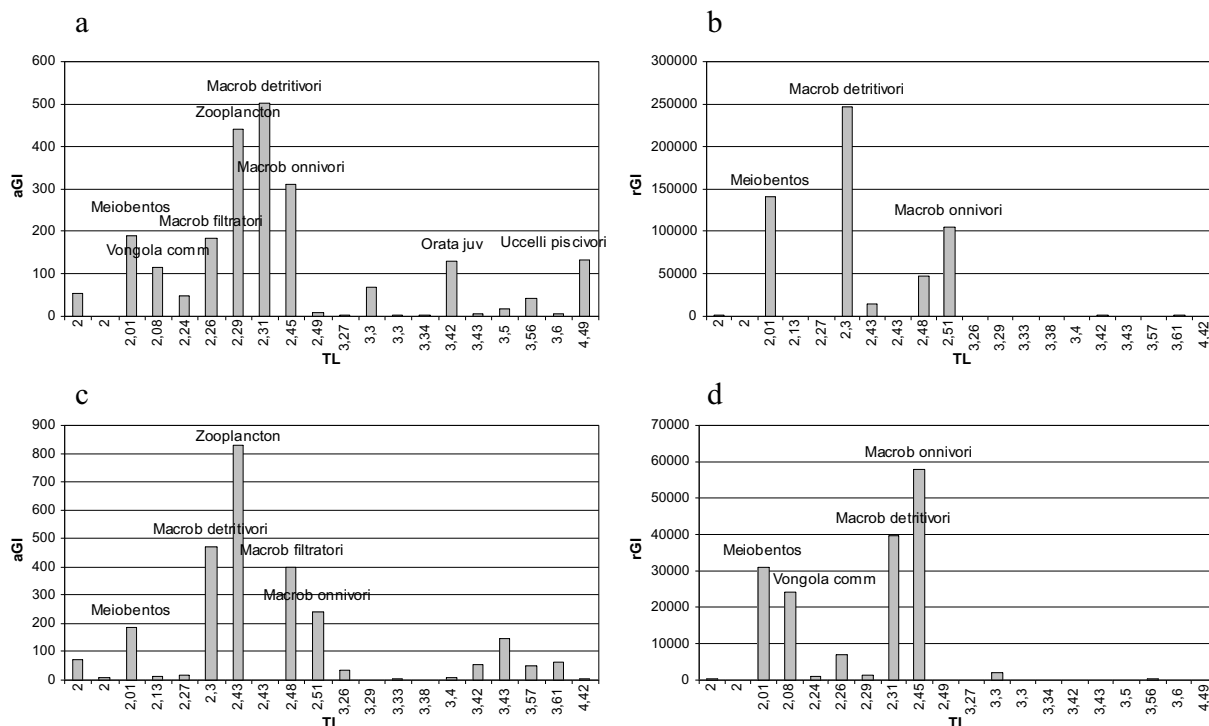 a
600
500
400
300
200
100
0
aGI
Macrob detritivori
Zooplancton
Macrob onnivori
Meiobentos
Macrob filtratori
Vongola comm
Orata juv
Uccelli piscivori
2 2 2,01 2,08 2,24 2,26 2,29 2,31 2,45 2,49 3,27 3,3 3,3 3,34 3,42 3,43 3,5 3,56 3,6 4,49
TL
b
300000
250000
200000
150000
100000
50000
0
rGI
Macrob detritivori
Meiobentos
Macrob onnivori
2 2 2,01 2,13 2,27 2,3 2,43 2,43 2,48 2,51 3,26 3,29 3,33 3,38 3,4 3,42 3,43 3,57 3,61 4,42
TL
c
900
800
700
600
500
400
300
200
100
0
aGI
Zooplancton
Macrob detritivori
Macrob filtratori
Macrob onnivori
Meiobentos
2 2 2,01 2,13 2,27 2,3 2,43 2,43 2,48 2,51 3,26 3,29 3,33 3,38 3,4 3,42 3,43 3,57 3,61 4,42
TL
d
70000
60000
50000
40000
30000
20000
10000
0
rGI
Macrob onnivori
Macrob detritivori
Meiobentos
Vongola comm
2 2 2,01 2,08 2,24 2,26 2,29 2,31 2,45 2,49 3,27 3,3 3,3 3,34 3,42 3,43 3,5 3,56 3,6 4,49
TL